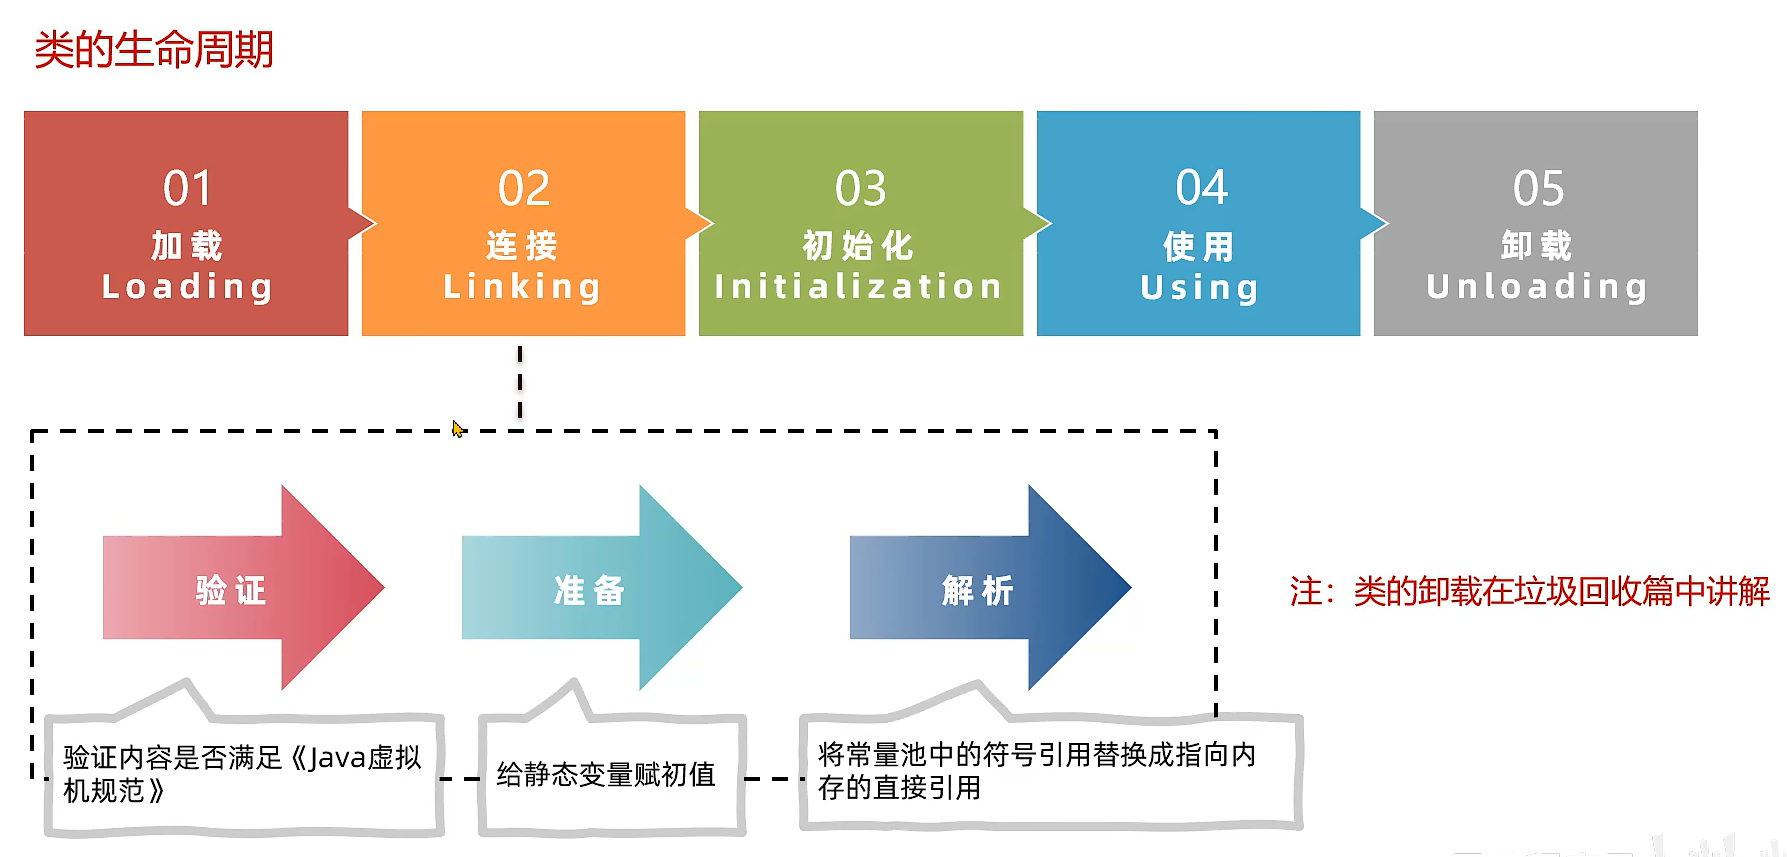 类的生命周期
01
加载
Loading
02
连接
Linking
03
初始化
Initialization
04
使用
Using
05
卸载
Unloading
验证
准备
解析
注：类的卸载在垃圾回收篇中讲解
验证内容是否满足《Java虚拟
机规范》
给静态变量赋初值
将常量池中的符号引用替换成指向内
存的直接引用